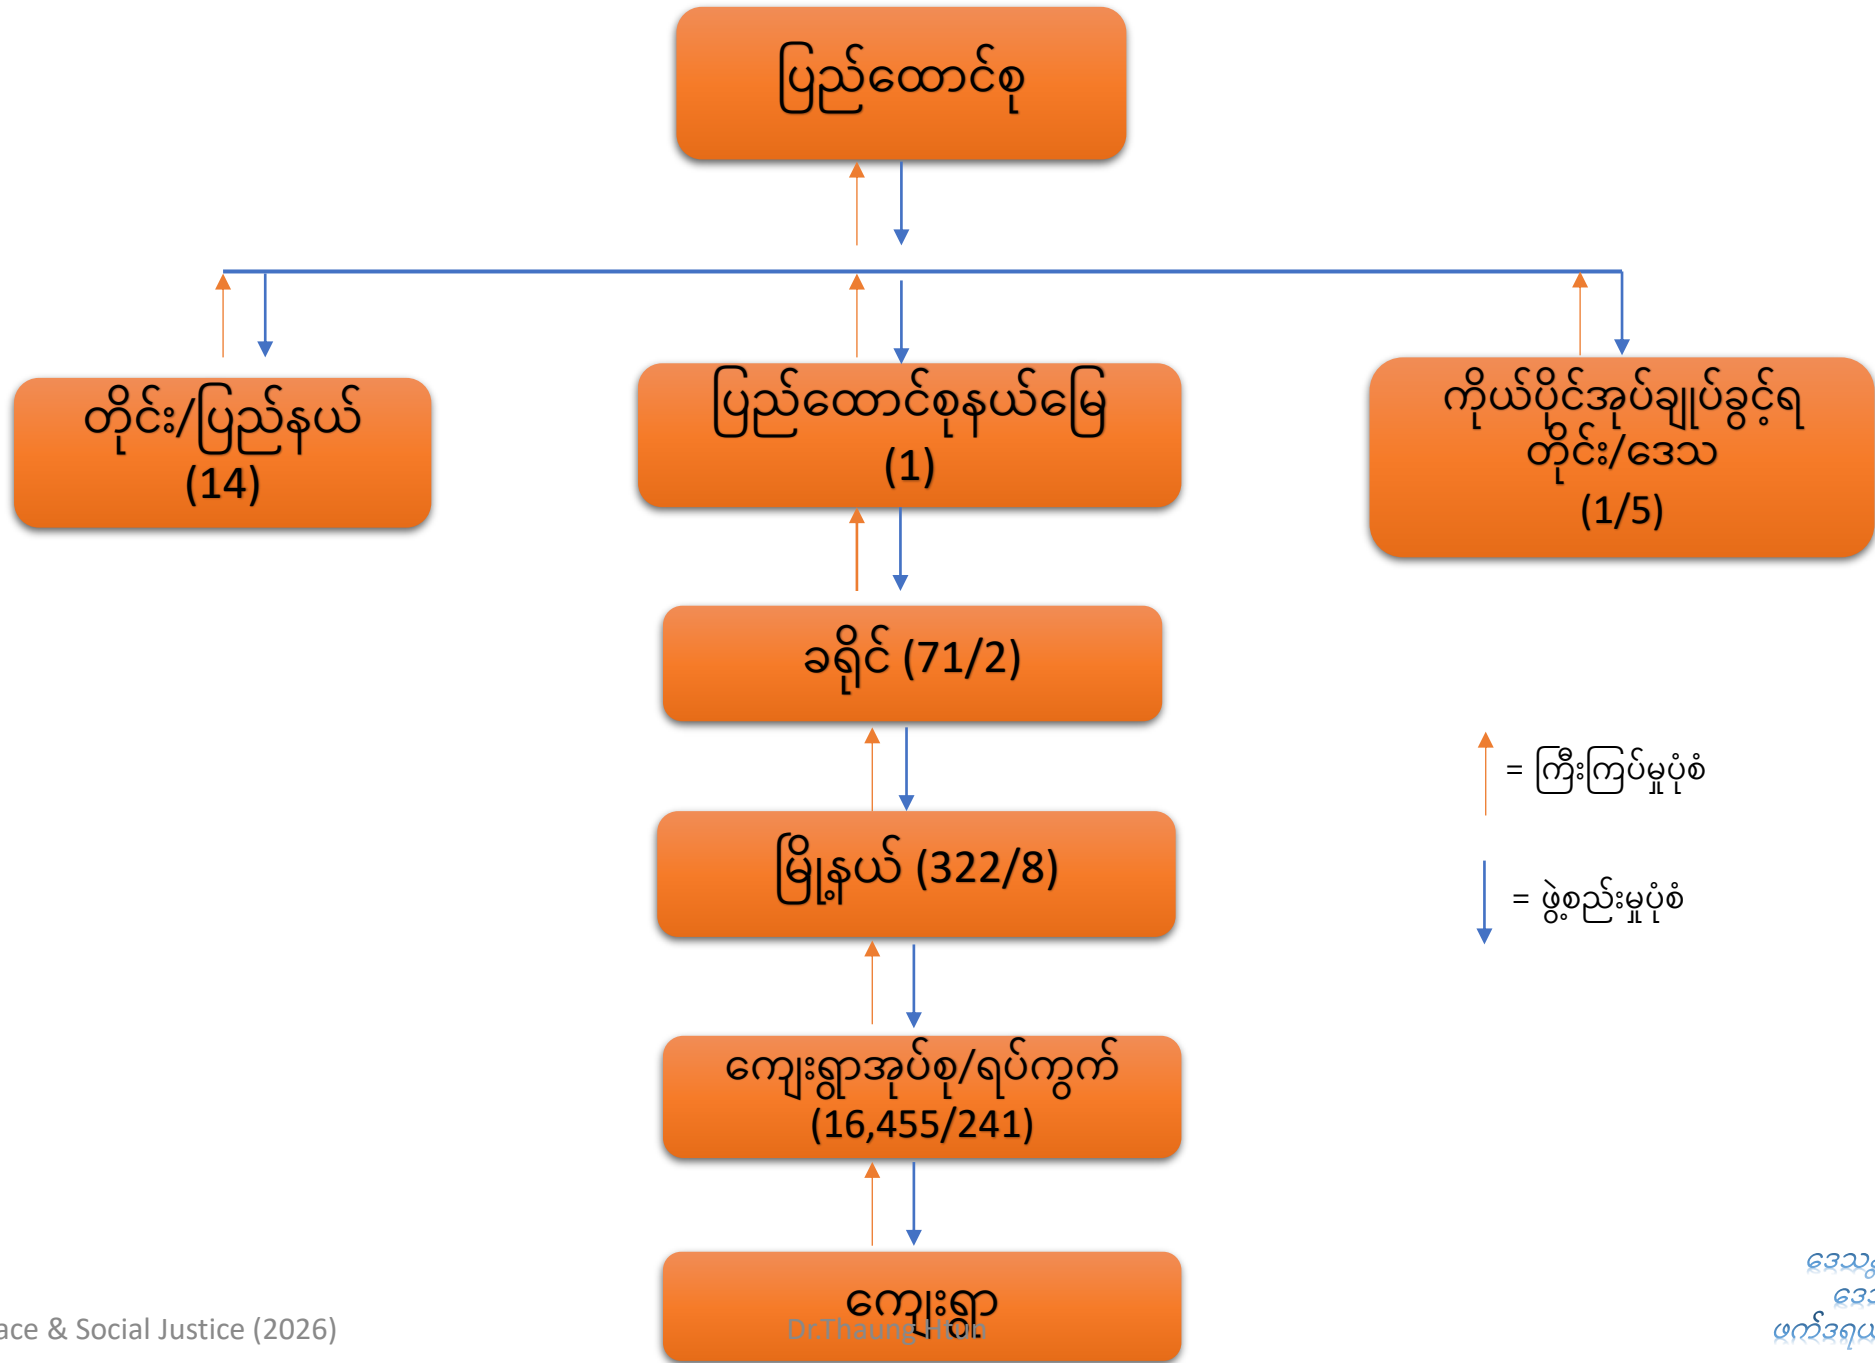 ပြည်ထောင်စု
တိုင်း/ပြည်နယ်
(14)
ပြည်ထောင်စုနယ်မြေ
(1)
ကိုယ်ပိုင်အုပ်ချုပ်ခွင့်ရ
တိုင်း/ဒေသ
(1/5)
ခရိုင် (71/2)
= ကြီးကြပ်မှုပုံစံ
မြို့နယ် (322/8)
= ဖွဲ့စည်းမှုပုံစံ
ကျေးရွာအုပ်စု/ရပ်ကွက်
(16,455/241)
ကျေးရွာ
& Social Justice (2026)
Dr.Thaung Htun